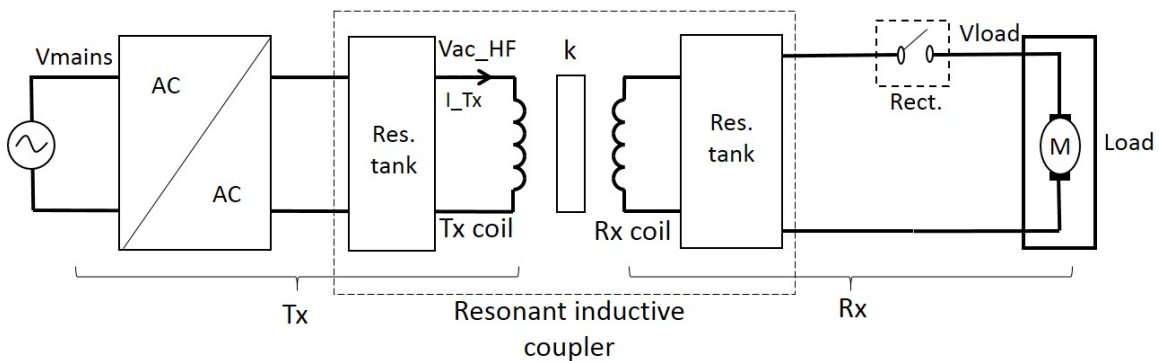 Vmains
AC
AC
Res.
tank
Vac_HF
I_Tx
Tx coil
k
Rx coil
Res.
tank
Rect.
Vload
M
Load
Tx
Resonant inductive
coupler
Rx